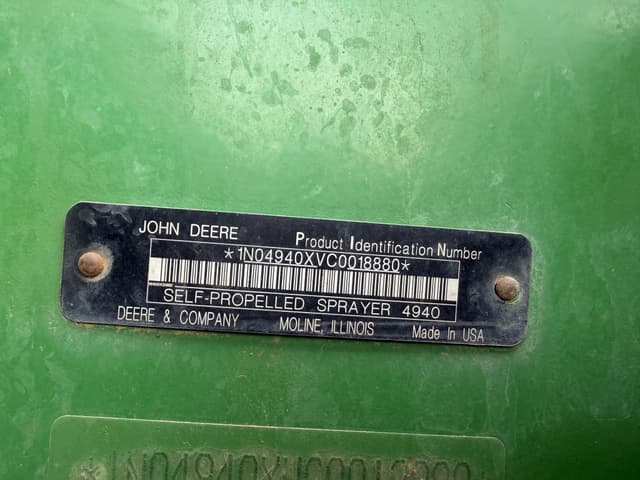 JOHN DEERE Product Identification Number
*1N04940XVC0018880*
SELF-PROPELLED SPRAYER 4940
DEERE & COMPANY MOLINE, ILLINOIS Made In USA